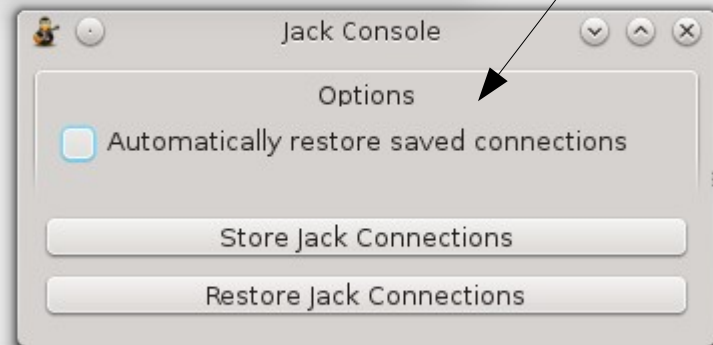 Jack Console
Options
Automatically restore saved connections
Store Jack Connections
Restore Jack Connections